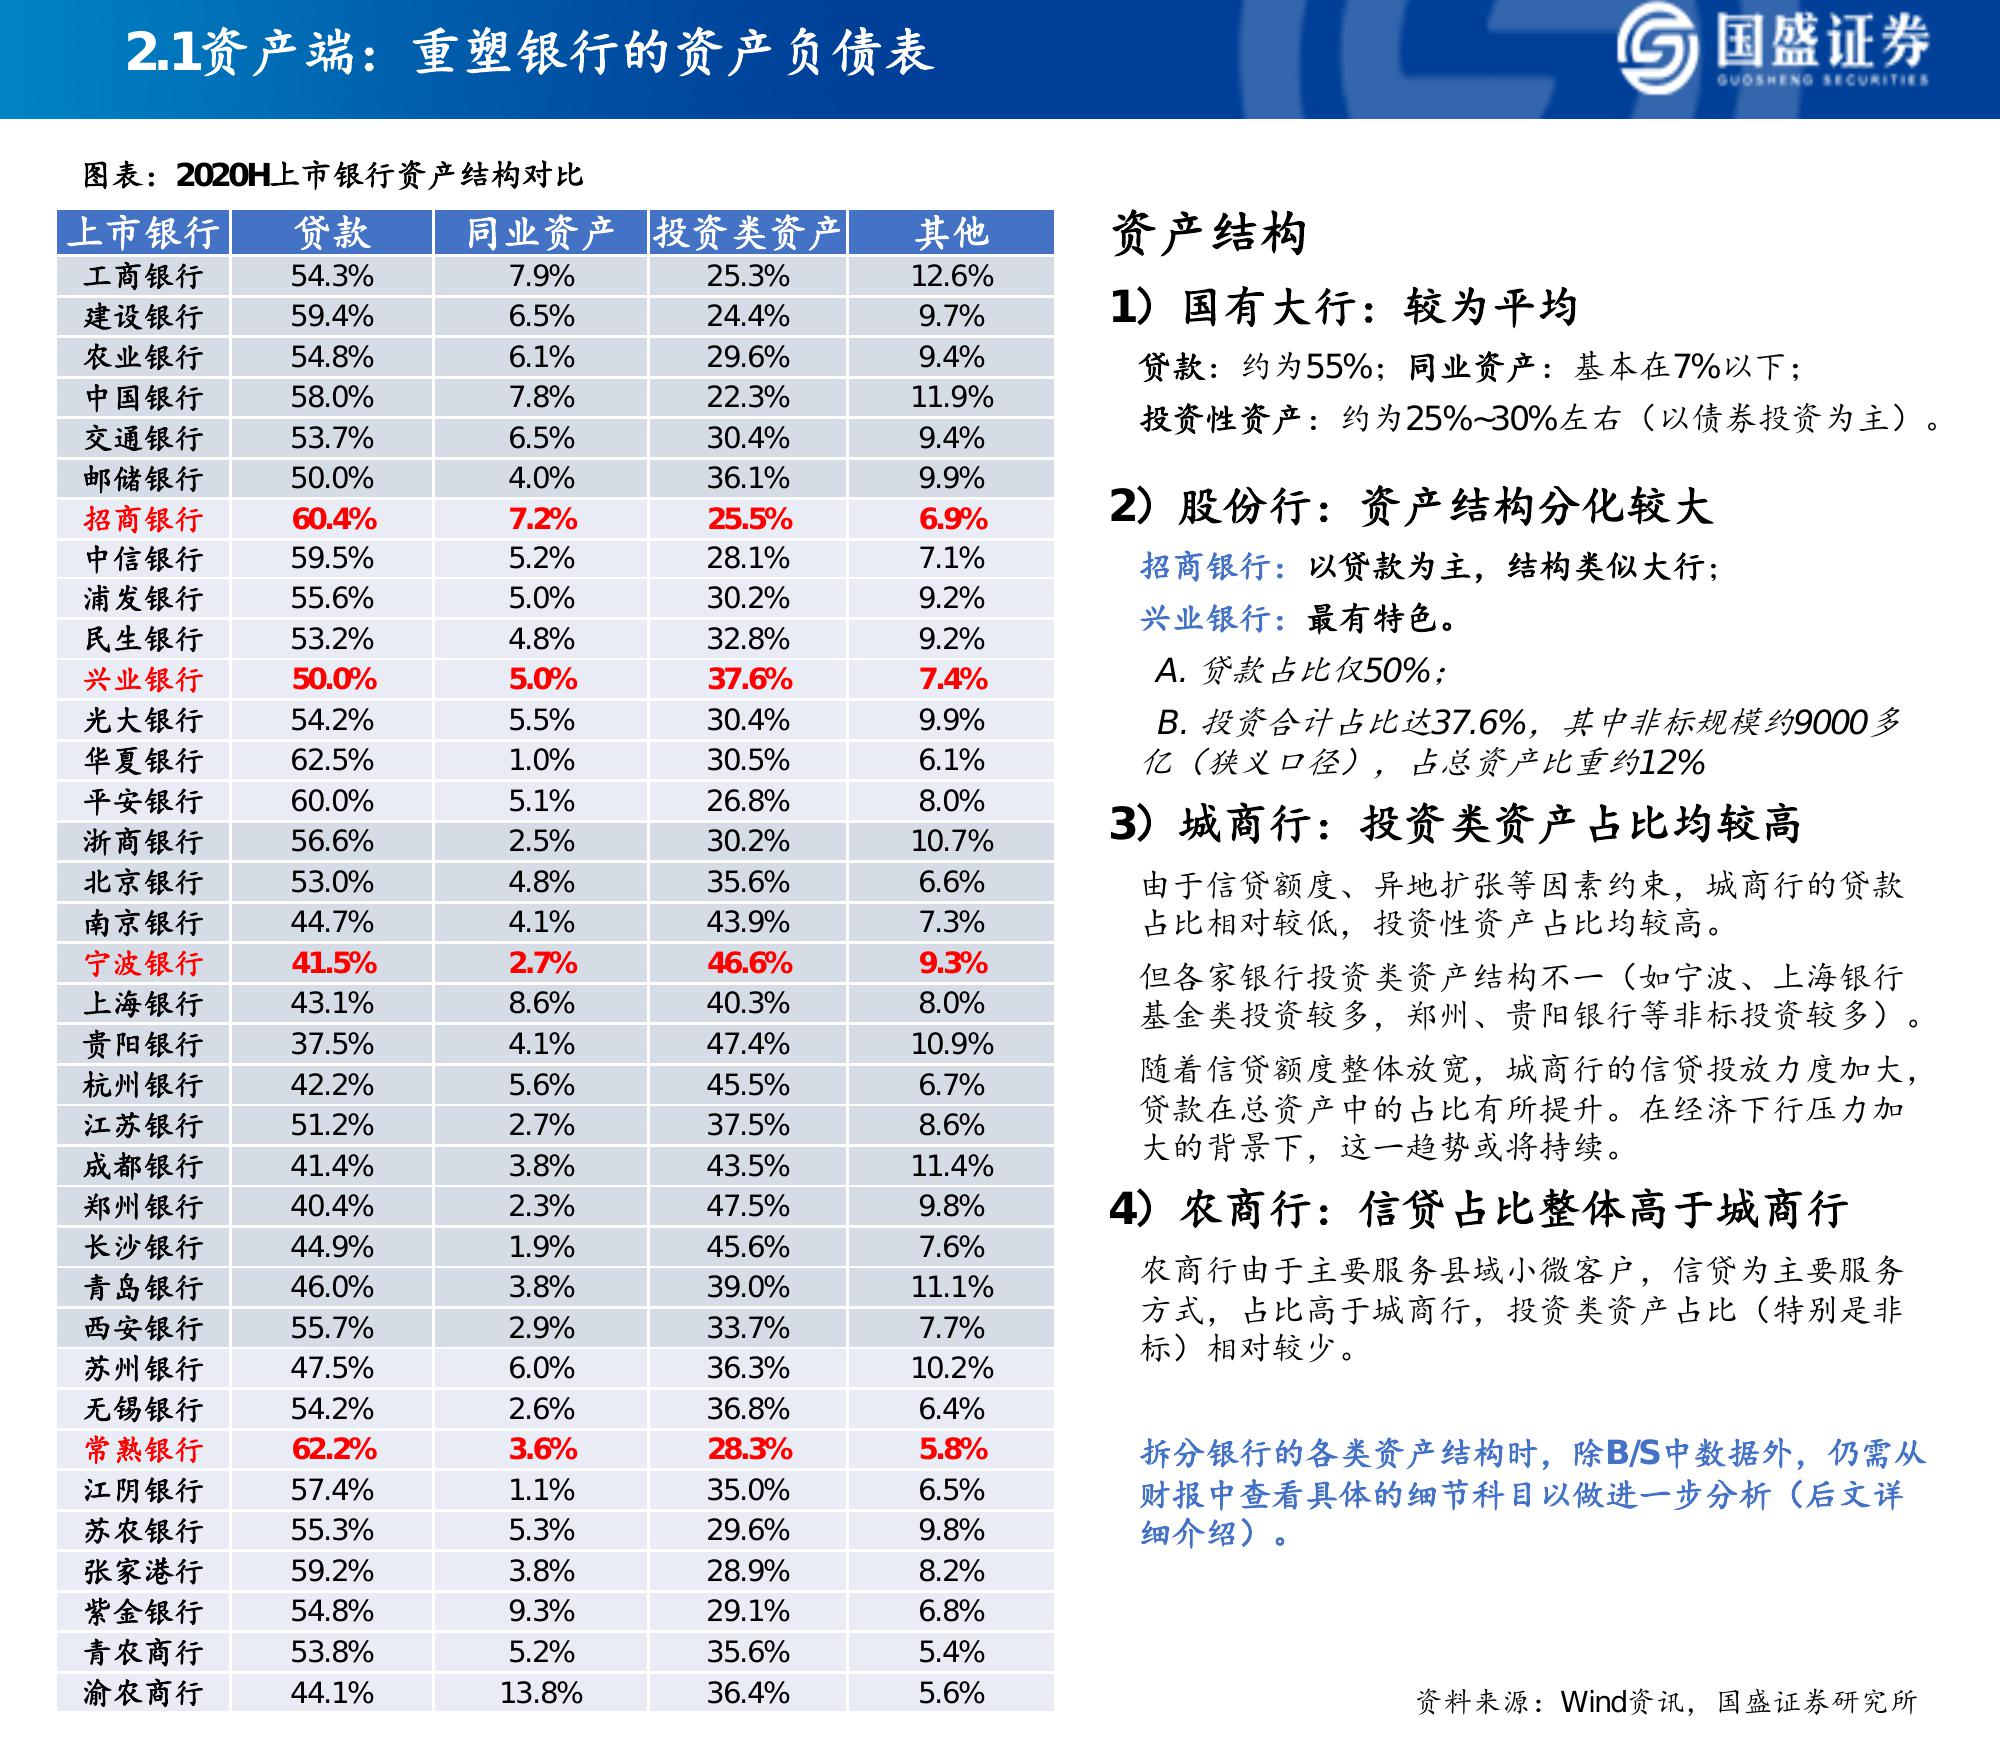 2.1资产端：重塑银行的资产负债表
国盛证券
GUOSHENG SECURITIES
图表：2020H上市银行资产结构对比
上市银行 贷款 同业资产 投资类资产 其他
工商银行 54.3% 7.9% 25.3% 12.6%
建设银行 59.4% 6.5% 24.4% 9.7%
农业银行 54.8% 6.1% 29.6% 9.4%
中国银行 58.0% 7.8% 22.3% 11.9%
交通银行 53.7% 6.5% 30.4% 9.4%
邮储银行 50.0% 4.0% 36.1% 9.9%
招商银行 60.4% 7.2% 25.5% 6.9%
中信银行 59.5% 5.2% 28.1% 7.1%
浦发银行 55.6% 5.0% 30.2% 9.2%
民生银行 53.2% 4.8% 32.8% 9.2%
兴业银行 50.0% 5.0% 37.6% 7.4%
光大银行 54.2% 5.5% 30.4% 9.9%
华夏银行 62.5% 1.0% 30.5% 6.1%
平安银行 60.0% 5.1% 26.8% 8.0%
浙商银行 56.6% 2.5% 30.2% 10.7%
北京银行 53.0% 4.8% 35.6% 6.6%
南京银行 44.7% 4.1% 43.9% 7.3%
宁波银行 41.5% 2.7% 46.6% 9.3%
上海银行 43.1% 8.6% 40.3% 8.0%
贵阳银行 37.5% 4.1% 47.4% 10.9%
杭州银行 42.2% 5.6% 45.5% 6.7%
江苏银行 51.2% 2.7% 37.5% 8.6%
成都银行 41.4% 3.8% 43.5% 11.4%
郑州银行 40.4% 2.3% 47.5% 9.8%
长沙银行 44.9% 1.9% 45.6% 7.6%
青岛银行 46.0% 3.8% 39.0% 11.1%
西安银行 55.7% 2.9% 33.7% 7.7%
苏州银行 47.5% 6.0% 36.3% 10.2%
无锡银行 54.2% 2.6% 36.8% 6.4%
常熟银行 62.2% 3.6% 28.3% 5.8%
江阴银行 57.4% 1.1% 35.0% 6.5%
苏农银行 55.3% 5.3% 29.6% 9.8%
张家港行 59.2% 3.8% 28.9% 8.2%
紫金银行 54.8% 9.3% 29.1% 6.8%
青农商行 53.8% 5.2% 35.6% 5.4%
渝农商行 44.1% 13.8% 36.4% 5.6%
资产结构
1）国有大行：较为平均
贷款：约为55%；同业资产：基本在7%以下；
投资性资产：约为25%~30%左右（以债券投资为主）。
2）股份行：资产结构分化较大
招商银行：以贷款为主，结构类似大行；
兴业银行：最有特色。
A. 贷款占比仅50%；
B. 投资合计占比达37.6%，其中非标规模约9000多
亿（狭义口径），占总资产比重约12%
3）城商行：投资类资产占比均较高
由于信贷额度、异地扩张等因素约束，城商行的贷款
占比相对较低，投资性资产占比均较高。
但各家银行投资类资产结构不一（如宁波、上海银行
基金类投资较多，郑州、贵阳银行等非标投资较多）。
随着信贷额度整体放宽，城商行的信贷投放力度加大，
贷款在总资产中的占比有所提升。在经济下行压力加
大的背景下，这一趋势或将持续。
4）农商行：信贷占比整体高于城商行
农商行由于主要服务县域小微客户，信贷为主要服务
方式，占比高于城商行，投资类资产占比（特别是非
标）相对较少。
拆分银行的各类资产结构时，除B/S中数据外，仍需从
财报中查看具体的细节科目以做进一步分析（后文详
细介绍）。
资料来源：Wind资讯，国盛证券研究所